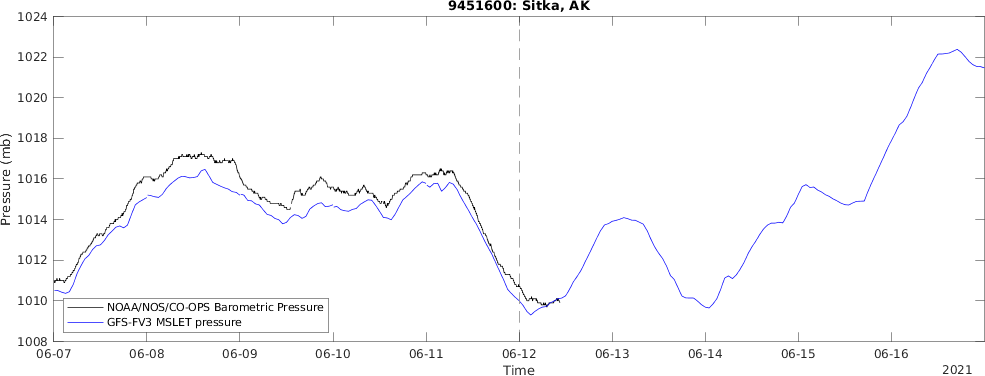 9451600: Sitka, AK
1024
1022
1020
1018
1016
1014
1012
1010
1008
Pressure (mb)
NOAA/NOS/CO-OPS Barometric Pressure
GFS-FV3 MSLET pressure
06-07 06-08 06-09 06-10 06-11 06-12 06-13 06-14 06-15 06-16
Time
2021